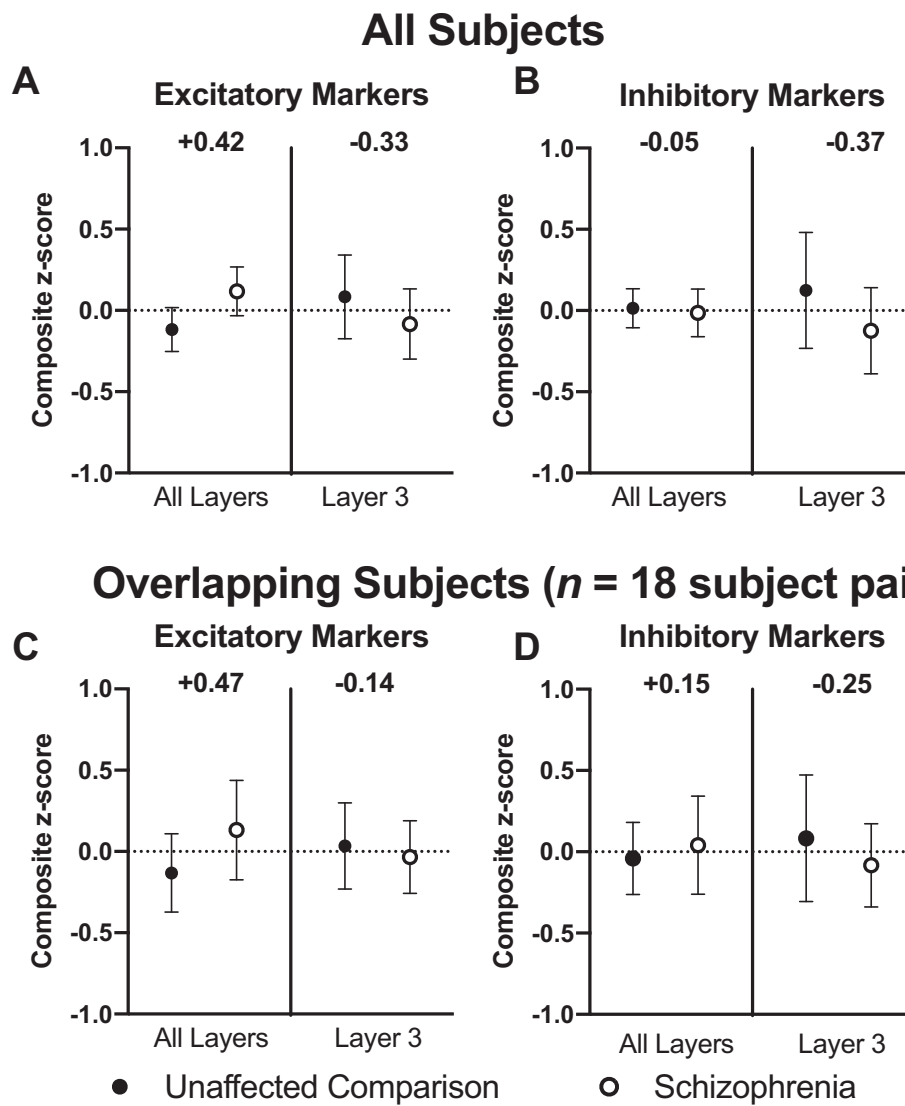 All Subjects
A
Excitatory Markers
+0.42
-0.33
Composite z-score
1.0
0.5
0.0
-0.5
-1.0
All Layers
Layer 3
B
Inhibitory Markers
-0.05
-0.37
Composite z-score
1.0
0.5
0.0
-0.5
-1.0
All Layers
Layer 3
Overlapping Subjects (n = 18 subject pai
C
Excitatory Markers
+0.47
-0.14
Composite z-score
1.0
0.5
0.0
-0.5
-1.0
All Layers
Layer 3
D
Inhibitory Markers
+0.15
-0.25
Composite z-score
1.0
0.5
0.0
-0.5
-1.0
All Layers
Layer 3
Unaffected Comparison
Schizophrenia